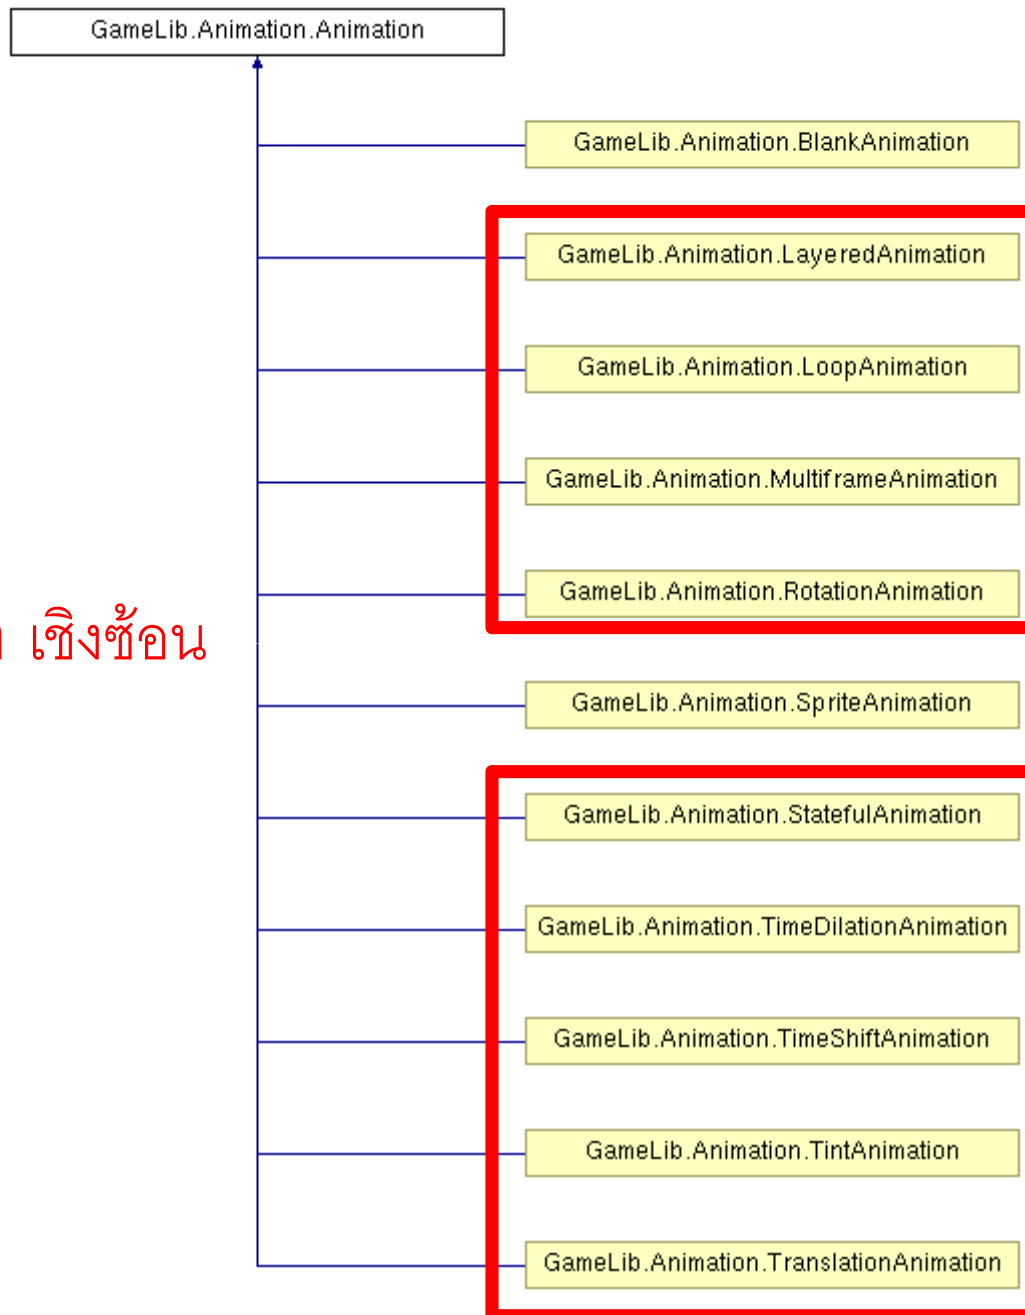 GameLib.Animation.Animation
GameLib.Animation.BlankAnimation
GameLib.Animation.LayeredAnimation
GameLib.Animation.LoopAnimation
GameLib.Animation.MultiframeAnimation
GameLib.Animation.RotationAnimation
เชิงซ้อน
GameLib.Animation.SpriteAnimation
GameLib.Animation.StatefulAnimation
GameLib.Animation.TimeDilationAnimation
GameLib.Animation.TimeShiftAnimation
GameLib.Animation.TintAnimation
GameLib.Animation.TranslationAnimation